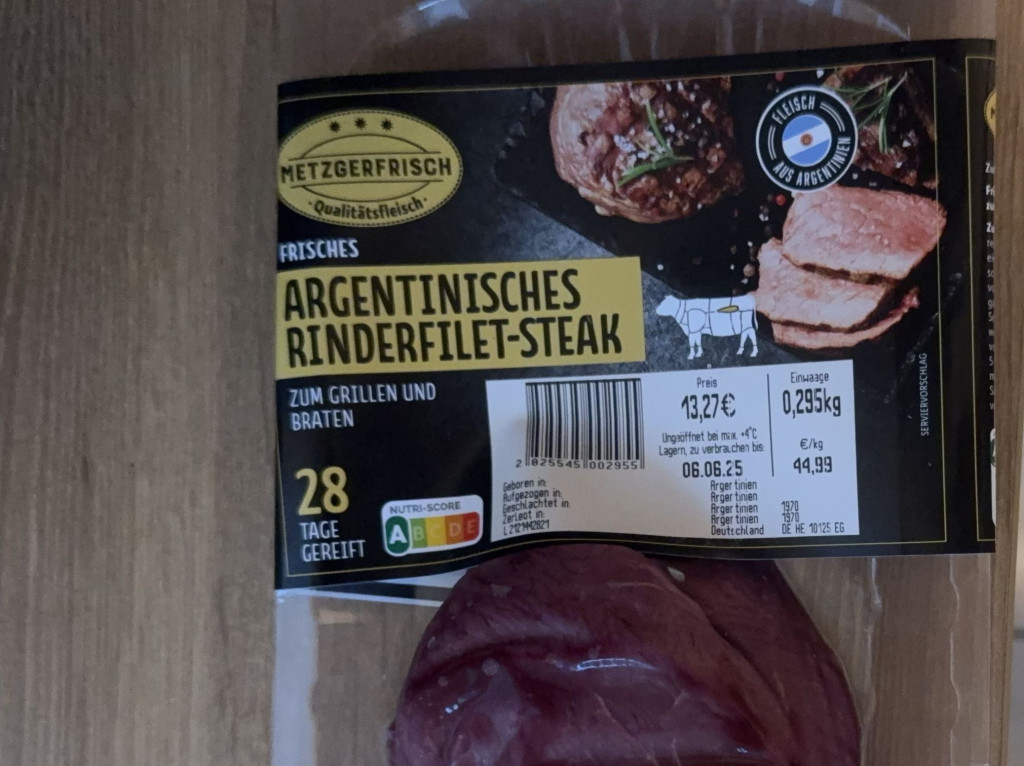 METZGERFRISCH
Qualitätsfleisch
FLEISCH
AUS ARGENTINIEN
FRISCHES
ARGENTINISCHES
RINDERFILET-STEAK
ZUM GRILLEN UND
BRATEN
28
TAGE
GEREIFT
NUTRI-SCORE
A B C D E
2 825545 002955
Preis
13,27€
Einwaage
0,295kg
Ungeöffnet bei max. +4°C
Lagern, zu verbrauchen bis:
06.06.25
€/kg
44,99
Geboren in: Argentinien
Aufgezogen in: Argentinien
Geschlachtet in: Argentinien 1970
Zerlegt in: Argentinien 1970
L2121442821 Deutschland DE HE 10125 EG
SERVIERVORSCHLAG